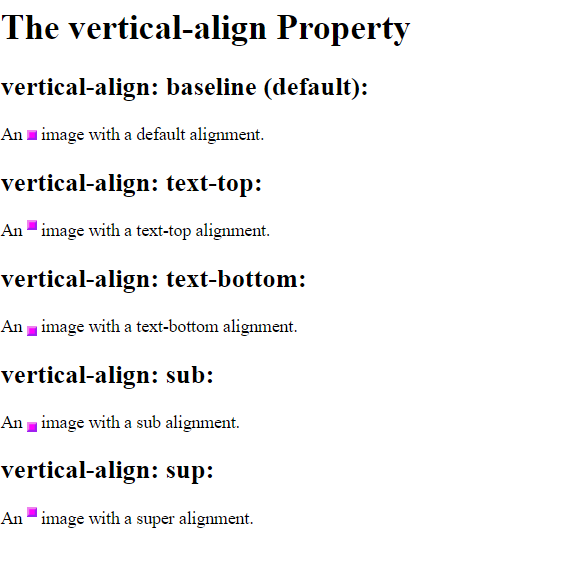 The vertical-align Property
vertical-align: baseline (default):
An image with a default alignment.
vertical-align: text-top:
An image with a text-top alignment.
vertical-align: text-bottom:
An image with a text-bottom alignment.
vertical-align: sub:
An image with a sub alignment.
vertical-align: sup:
An image with a super alignment.